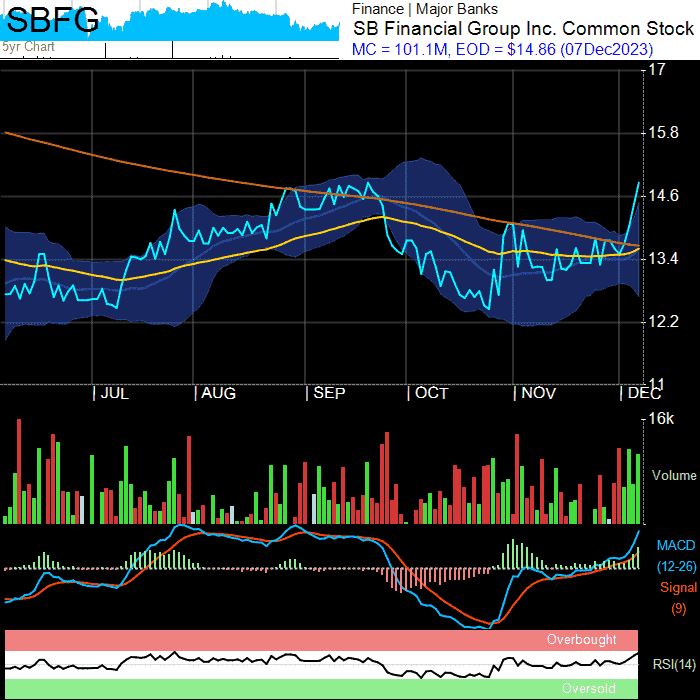 SBFG
5yr Chart
Finance | Major Banks
SB Financial Group Inc. Common Stock
MC = 101.1M, EOD = $14.86 (07Dec2023)
17
15.8
14.6
13.4
12.2
11
JUL AUG SEP OCT NOV DEC
16k
Volume
MACD
(12-26)
Signal
(9)
Overbought
RSI(14)
Oversold